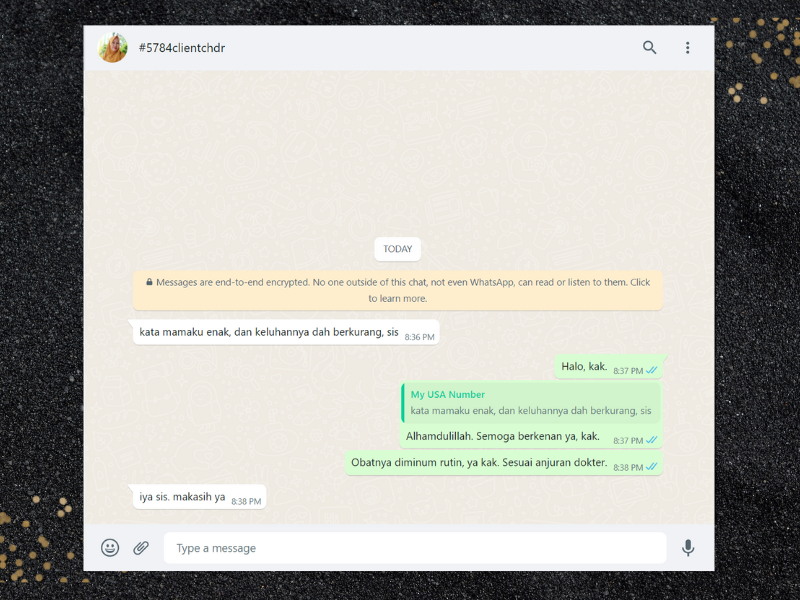 #5784clientchdr
TODAY
Messages are end-to-end encrypted. No one outside of this chat, not even WhatsApp, can read or listen to them. Click
to learn more.
kata mamaku enak, dan keluhannya dah berkurang, sis 8:36 PM
Halo, kak. 8:37 PM
My USA Number
kata mamaku enak, dan keluhannya dah berkurang, sis
Alhamdulillah. Semoga berkenan ya, kak. 8:37 PM
Obatnya diminum rutin, ya kak. Sesuai anjuran dokter. 8:38 PM
iya sis. makasih ya 8:38 PM
Type a message